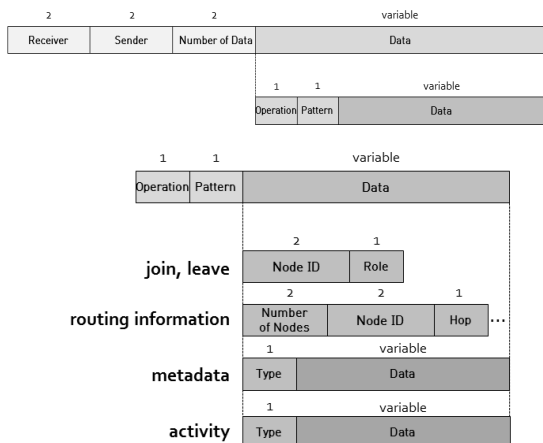 2 2 2 variable
Receiver Sender Number of Data Data
1 1 variable
Operation Pattern Data
1 1 variable
Operation Pattern Data
2 1
join, leave Node ID Role
2 2 1
routing information Number of Nodes Node ID Hop ...
1 variable
metadata Type Data
1 variable
activity Type Data